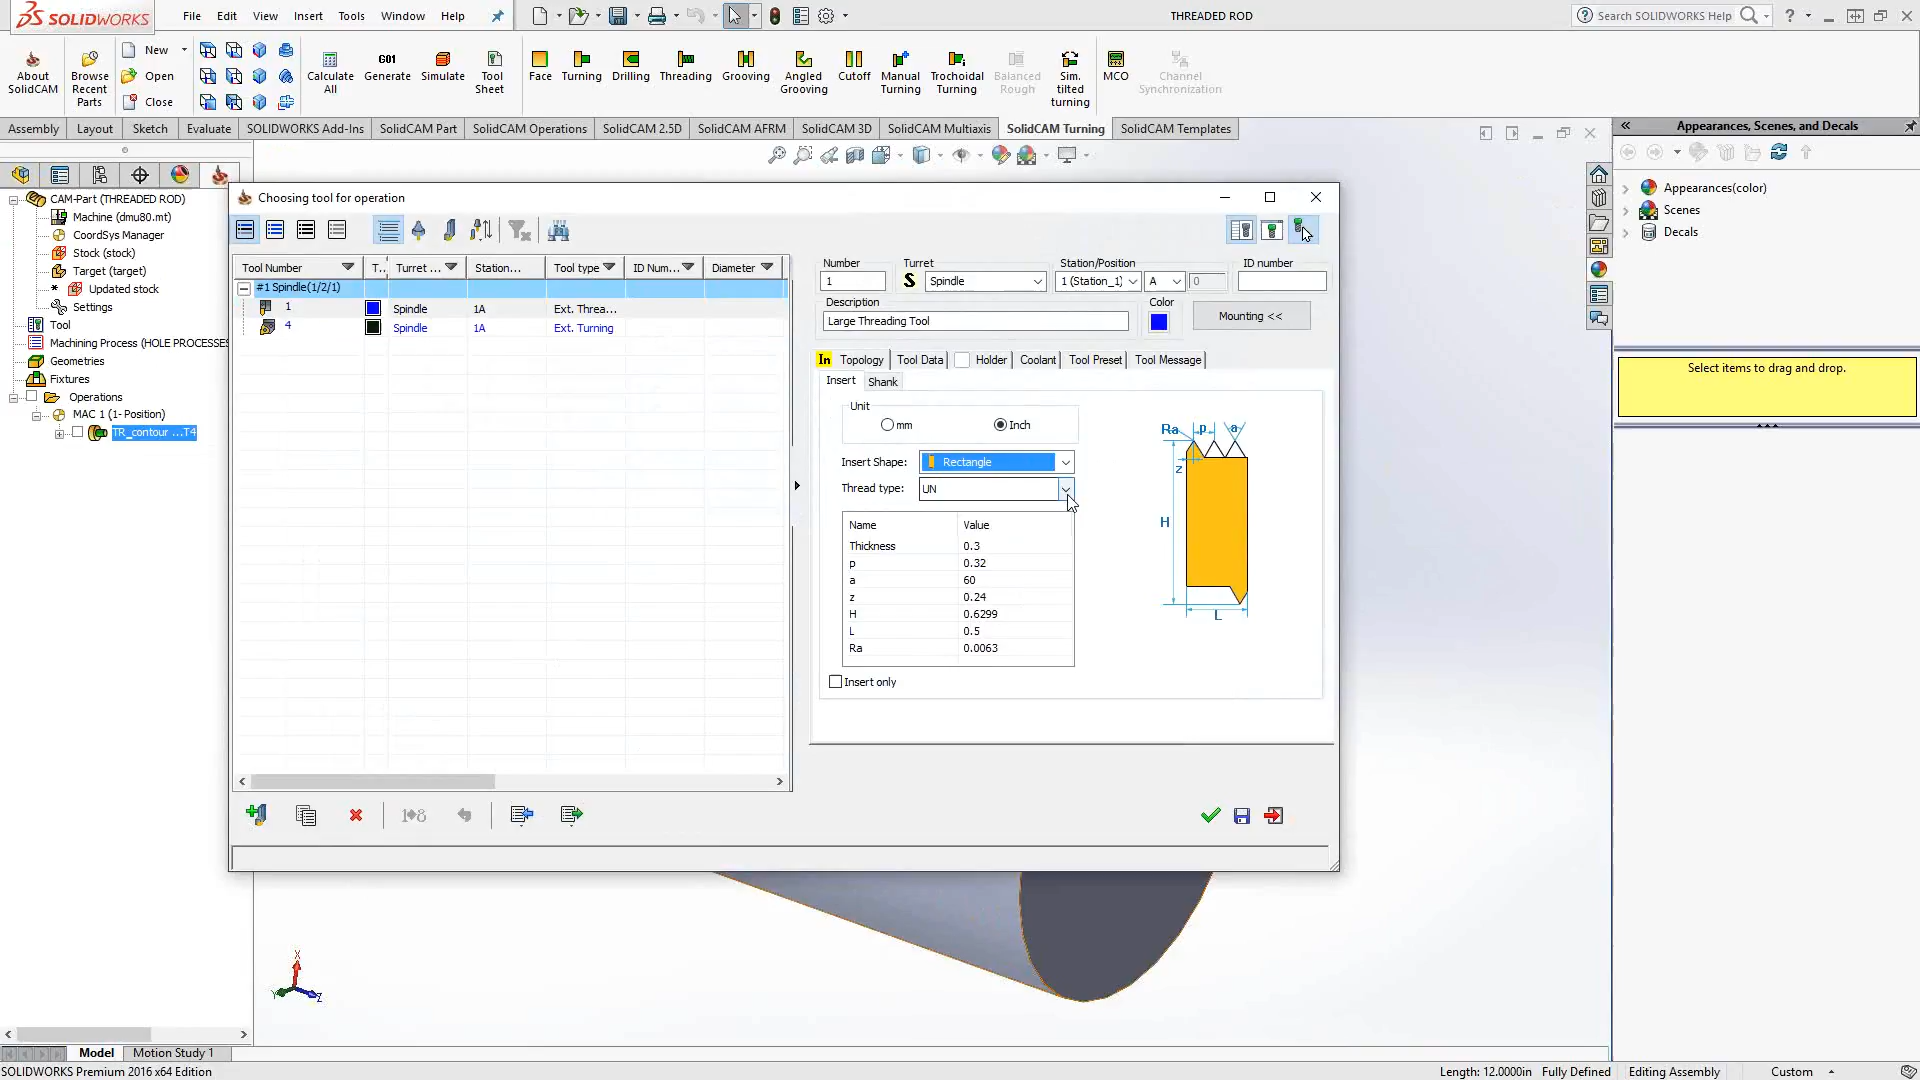 SOLIDWORKS
File Edit View Insert Tools Window Help
THREADED ROD
Search SOLIDWORKS Help
About SolidCAM
Browse Recent Parts
New
Open
Close
Calculate All
G01
Generate
Simulate
Tool Sheet
Face
Turning
Drilling
Threading
Grooving
Angled Grooving
Cutoff
Manual Turning
Trochoidal Turning
Balanced Rough
Sim. tilted turning
MCO
Channel Synchronization
Assembly Layout Sketch Evaluate SOLIDWORKS Add-Ins SolidCAM Part SolidCAM Operations SolidCAM 2.5D SolidCAM AFRM SolidCAM 3D SolidCAM Multiaxis SolidCAM Turning SolidCAM Templates
Appearances, Scenes, and Decals
Appearances(color)
Scenes
Decals
Select items to drag and drop.
CAM-Part (THREADED ROD)
Machine (dmu80.mt)
CoordSys Manager
Stock (stock)
Target (target)
* Updated stock
Settings
Tool
Machining Process (HOLE PROCESSES
Geometries
Fixtures
Operations
MAC 1 (1- Position)
TR_contour ...T4
Choosing tool for operation
Tool Number T.. Turret ... Station... Tool type ID Num... Diameter
#1 Spindle(1/2/1)
1 Spindle 1A Ext. Threa...
4 Spindle 1A Ext. Turning
Number Turret Station/Position ID number
1 S Spindle 1 (Station_1) A 0
Description Color
Large Threading Tool Mounting <<
In Topology Tool Data Holder Coolant Tool Preset Tool Message
Insert Shank
Unit
mm Inch
Insert Shape: Rectangle
Thread type: UN
Name Value
Thickness 0.3
p 0.32
a 60
z 0.24
H 0.6299
L 0.5
Ra 0.0063
Insert only
Ra p a
z
H
L
X
Y Z
Model Motion Study 1
SOLIDWORKS Premium 2016 x64 Edition
Length: 12.0000in Fully Defined Editing Assembly Custom